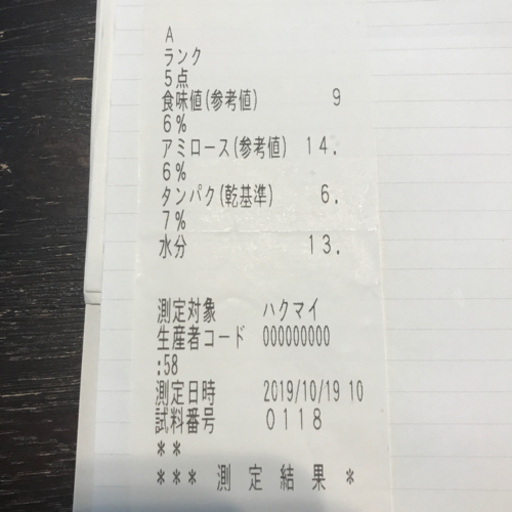 A
ランク
5点
食味値(参考値) 9
6%
アミロース(参考値) 14.
6%
タンパク(乾基準) 6.
7%
水分 13.
測定対象 ハクマイ
生産者コード 000000000
:58
測定日時 2019/10/19 10
試料番号 0118
**
*** 測 定 結 果 *